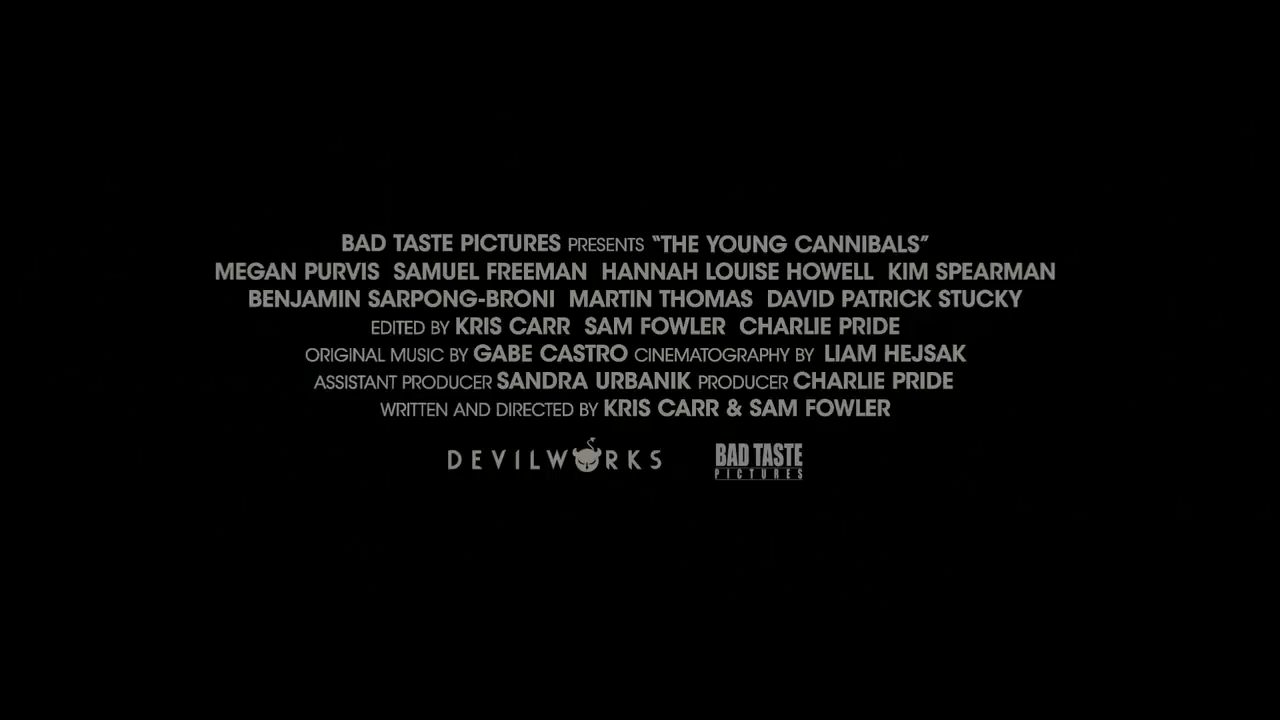 BAD TASTE PICTURES PRESENTS "THE YOUNG CANNIBALS"
MEGAN PURVIS SAMUEL FREEMAN HANNAH LOUISE HOWELL KIM SPEARMAN
BENJAMIN SARPONG-BRONI MARTIN THOMAS DAVID PATRICK STUCKY
EDITED BY KRIS CARR SAM FOWLER CHARLIE PRIDE
ORIGINAL MUSIC BY GABE CASTRO CINEMATOGRAPHY BY LIAM HEJSAK
ASSISTANT PRODUCER SANDRA URBANIK PRODUCER CHARLIE PRIDE
WRITTEN AND DIRECTED BY KRIS CARR & SAM FOWLER
DEVILWORKS BAD TASTE
PICTURES